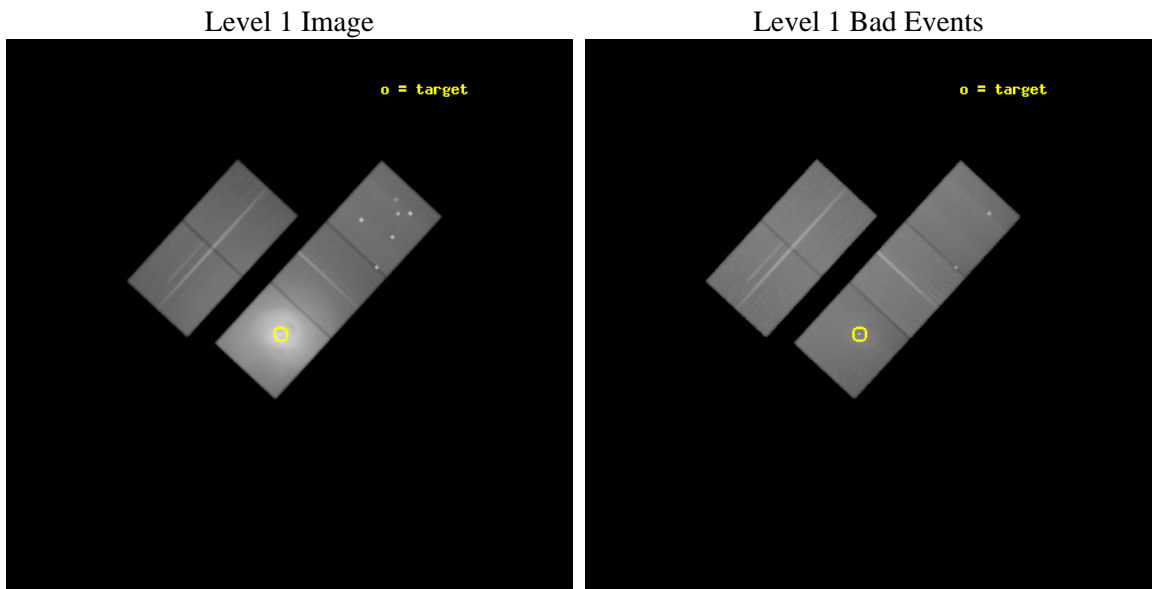 Level 1 Image
Level 1 Bad Events
o = target
o = target